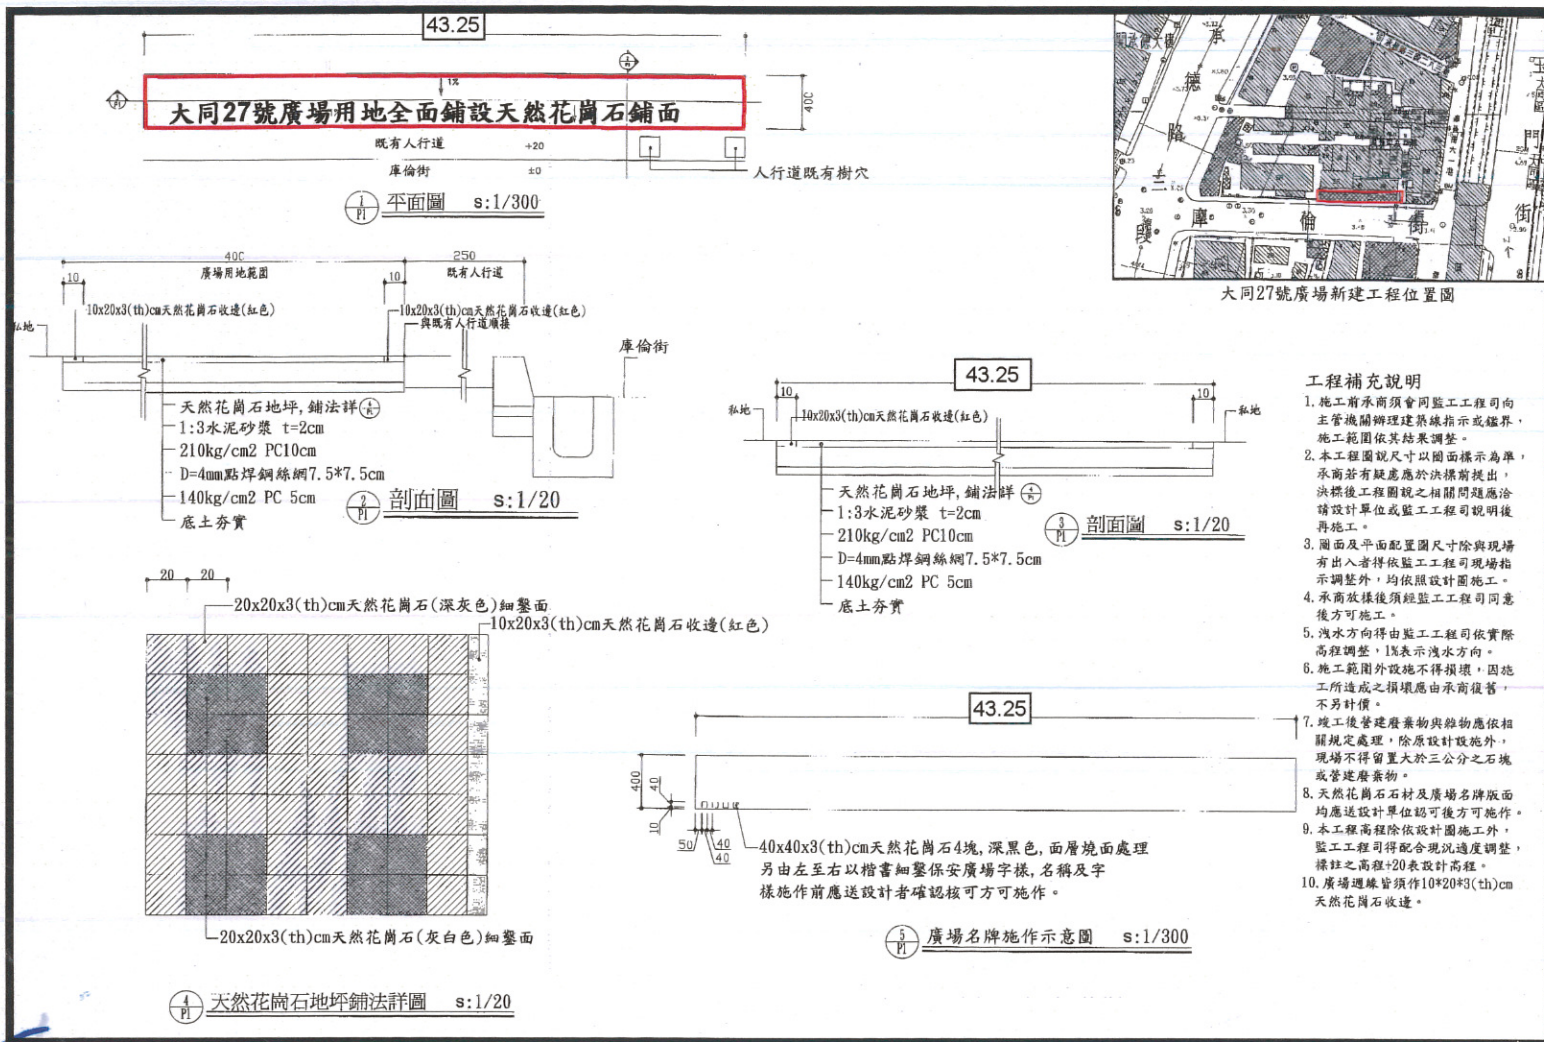 43.25
1%
大同27號廣場用地全面鋪設天然花崗石鋪面
400
既有人行道 +20
庫倫街 ±0
人行道既有樹穴
1
P1
平面圖 s:1/300
承德路三段
庫倫街
大同27號廣場新建工程位置圖
400
250
廣場用地範圍
既有人行道
10
10
10x20x3(th)cm天然花崗石收邊(紅色)
10x20x3(th)cm天然花崗石收邊(紅色)
與既有人行道順接
私地
庫倫街
天然花崗石地坪,鋪法詳
1:3水泥砂漿 t=2cm
210kg/cm2 PC10cm
D=4mm點焊鋼絲網7.5*7.5cm
140kg/cm2 PC 5cm
底土夯實
2
P1
剖面圖 s:1/20
43.25
10
10
私地
私地
10x20x3(th)cm天然花崗石收邊(紅色)
天然花崗石地坪,鋪法詳
1:3水泥砂漿 t=2cm
210kg/cm2 PC10cm
D=4mm點焊鋼絲網7.5*7.5cm
140kg/cm2 PC 5cm
底土夯實
3
P1
剖面圖 s:1/20
20
20
20x20x3(th)cm天然花崗石(深灰色)細鑿面
10x20x3(th)cm天然花崗石收邊(紅色)
20x20x3(th)cm天然花崗石(灰白色)細鑿面
4
P1
天然花崗石地坪鋪法詳圖 s:1/20
43.25
400
40
10
50
40
40
40x40x3(th)cm天然花崗石4塊,深黑色,面層燒面處理
另由左至右以楷書細鑿保安廣場字樣,名稱及字
樣施作前應送設計者確認核可方可施作。
5
P1
廣場名牌施作示意圖 s:1/300
工程補充說明
1. 施工前承商須會同監工工程司向
主管機關辦理建築線指示或鑑界,
施工範圍依其結果調整。
2. 本工程圖說尺寸以圖面標示為準,
承商若有疑慮應於決標前提出,
決標後工程圖說之相關問題應洽
請設計單位或監工工程司說明後
再施工。
3. 圖面及平面配置圖尺寸除與現場
有出入者得依監工工程司現場指
示調整外,均依照設計圖施工。
4. 承商放樣後須經監工工程司同意
後方可施工。
5. 洩水方向得由監工工程司依實際
高程調整,1%表示洩水方向。
6. 施工範圍外設施不得損壞,因施
工所造成之損壞應由承商復舊,
不另計價。
7. 竣工後營建廢棄物與雜物應依相
關規定處理,除原設計設施外,
現場不得留置大於三公分之石塊
或營建廢棄物。
8. 天然花崗石石材及廣場名牌版面
均應送設計單位認可後方可施作。
9. 本工程高程除依設計圖施工外,
監工工程司得配合現況適度調整,
標註之高程+20表設計高程。
10. 廣場週緣皆須作10*20*3(th)cm
天然花崗石收邊。